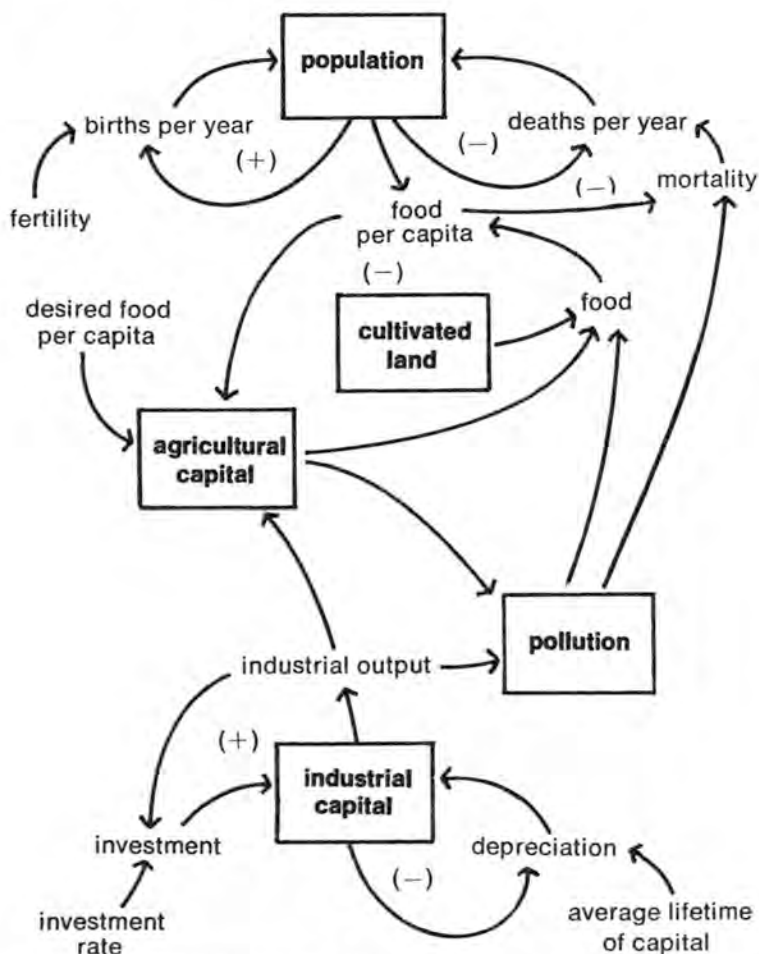 population
births per year
deaths per year
(+)
(−)
fertility
(−)
mortality
food
per capita
(−)
desired food
per capita
food
cultivated
land
agricultural
capital
pollution
industrial output
(+)
industrial
capital
investment
(−)
depreciation
investment
rate
average lifetime
of capital